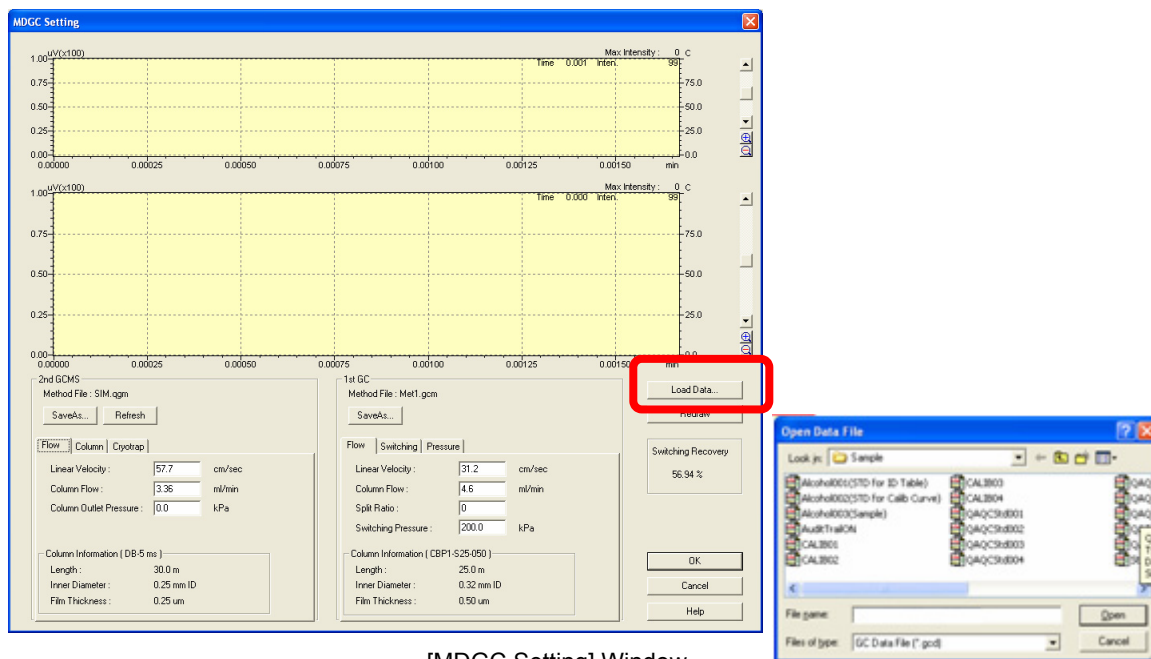 MDGC Setting
uV(x100)
Max Intensity : 0 C
Time 0.001 Inten. 99
1.00
0.75 75.0
0.50 50.0
0.25 25.0
0.00 0.0
0.00000 0.00025 0.00050 0.00075 0.00100 0.00125 0.00150 min
uV(x100)
Max Intensity : 0 C
Time 0.000 Inten. 99
1.00
0.75 75.0
0.50 50.0
0.25 25.0
0.00 0.0
0.00000 0.00025 0.00050 0.00075 0.00100 0.00125 0.00150 min
2nd GCMS
Method File : SIM.qgm
SaveAs... Refresh
Flow Column Cryotrap
Linear Velocity : 57.7 cm/sec
Column Flow : 3.36 ml/min
Column Outlet Pressure : 0.0 kPa
Column Information ( DB-5 ms )
Length : 30.0 m
Inner Diameter : 0.25 mm ID
Film Thickness : 0.25 um
1st GC
Method File : Met1.gcm
SaveAs...
Flow Switching Pressure
Linear Velocity : 31.2 cm/sec
Column Flow : 4.6 ml/min
Split Ratio : 0
Switching Pressure : 200.0 kPa
Column Information ( CBP1-S25-050 )
Length : 25.0 m
Inner Diameter : 0.32 mm ID
Film Thickness : 0.50 um
Load Data...
Redraw
Switching Recovery
56.94 %
OK
Cancel
Help
Open Data File
Look in: Sample
Alcohol001(STD for ID Table)
Alcohol002(STD for Calib Curve)
Alcohol003(Sample)
AuditTrailON
CALIB01
CALIB02
CALIB03
CALIB04
QAQCStd001
QAQCStd002
QAQCStd003
QAQCStd004
File name: Open
Files of type: GC Data File (*.gcd) Cancel
[MDGC Setting] Window